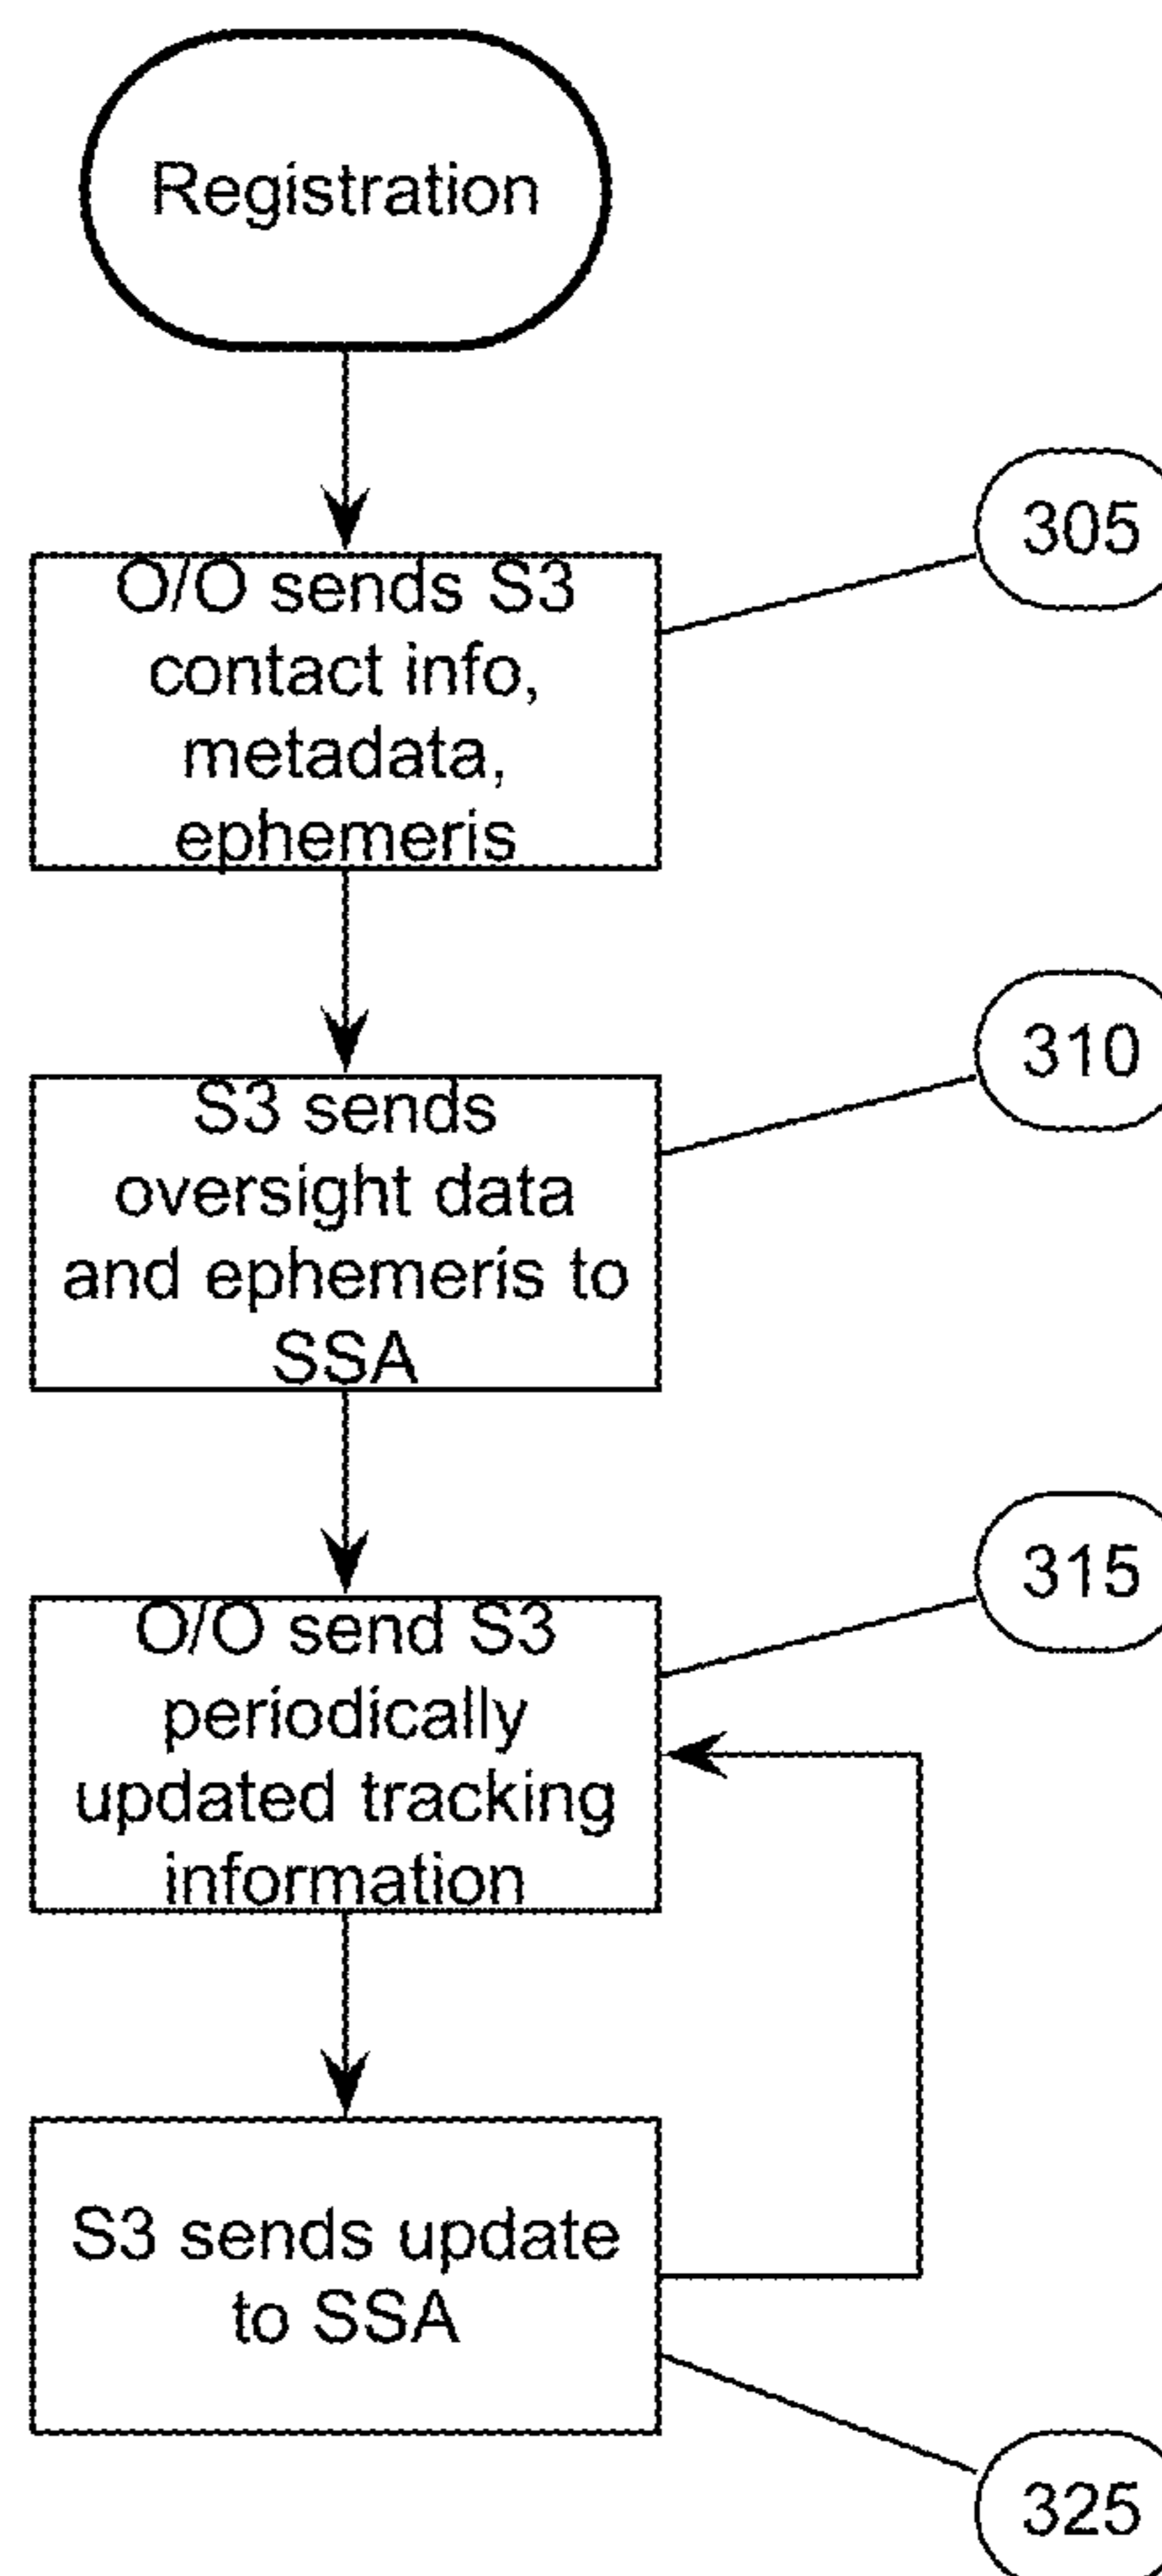 Registration
305
O/O sends S3
contact info,
metadata,
ephemeris
310
S3 sends
oversight data
and ephemeris to
SSA
315
O/O send S3
periodically
updated tracking
information
S3 sends update
to SSA
325